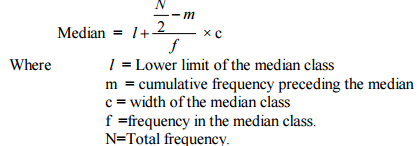 Median = l + (N/2 − m)/f × c
Where l = Lower limit of the median class
m = cumulative frequency preceding the median
c = width of the median class
f =frequency in the median class.
N=Total frequency.